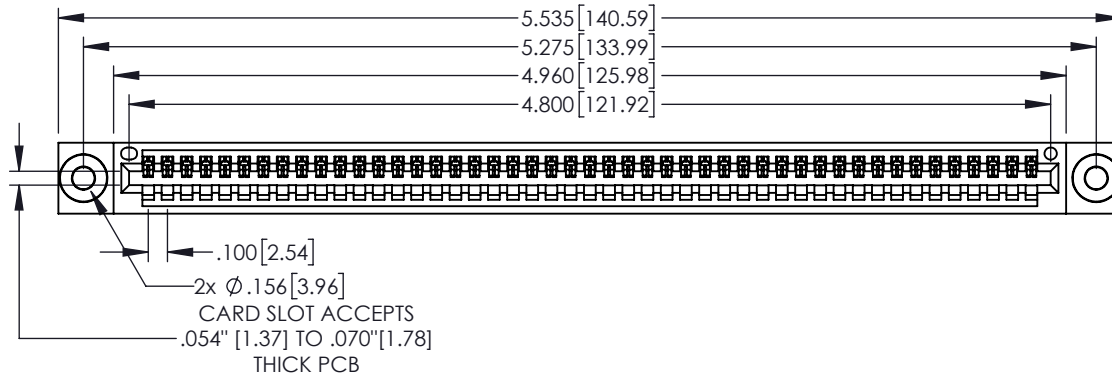 5.535[140.59]
5.275[133.99]
4.960[125.98]
4.800[121.92]
.100[2.54]
2x Ø.156[3.96]
CARD SLOT ACCEPTS
.054" [1.37] TO .070"[1.78]
THICK PCB